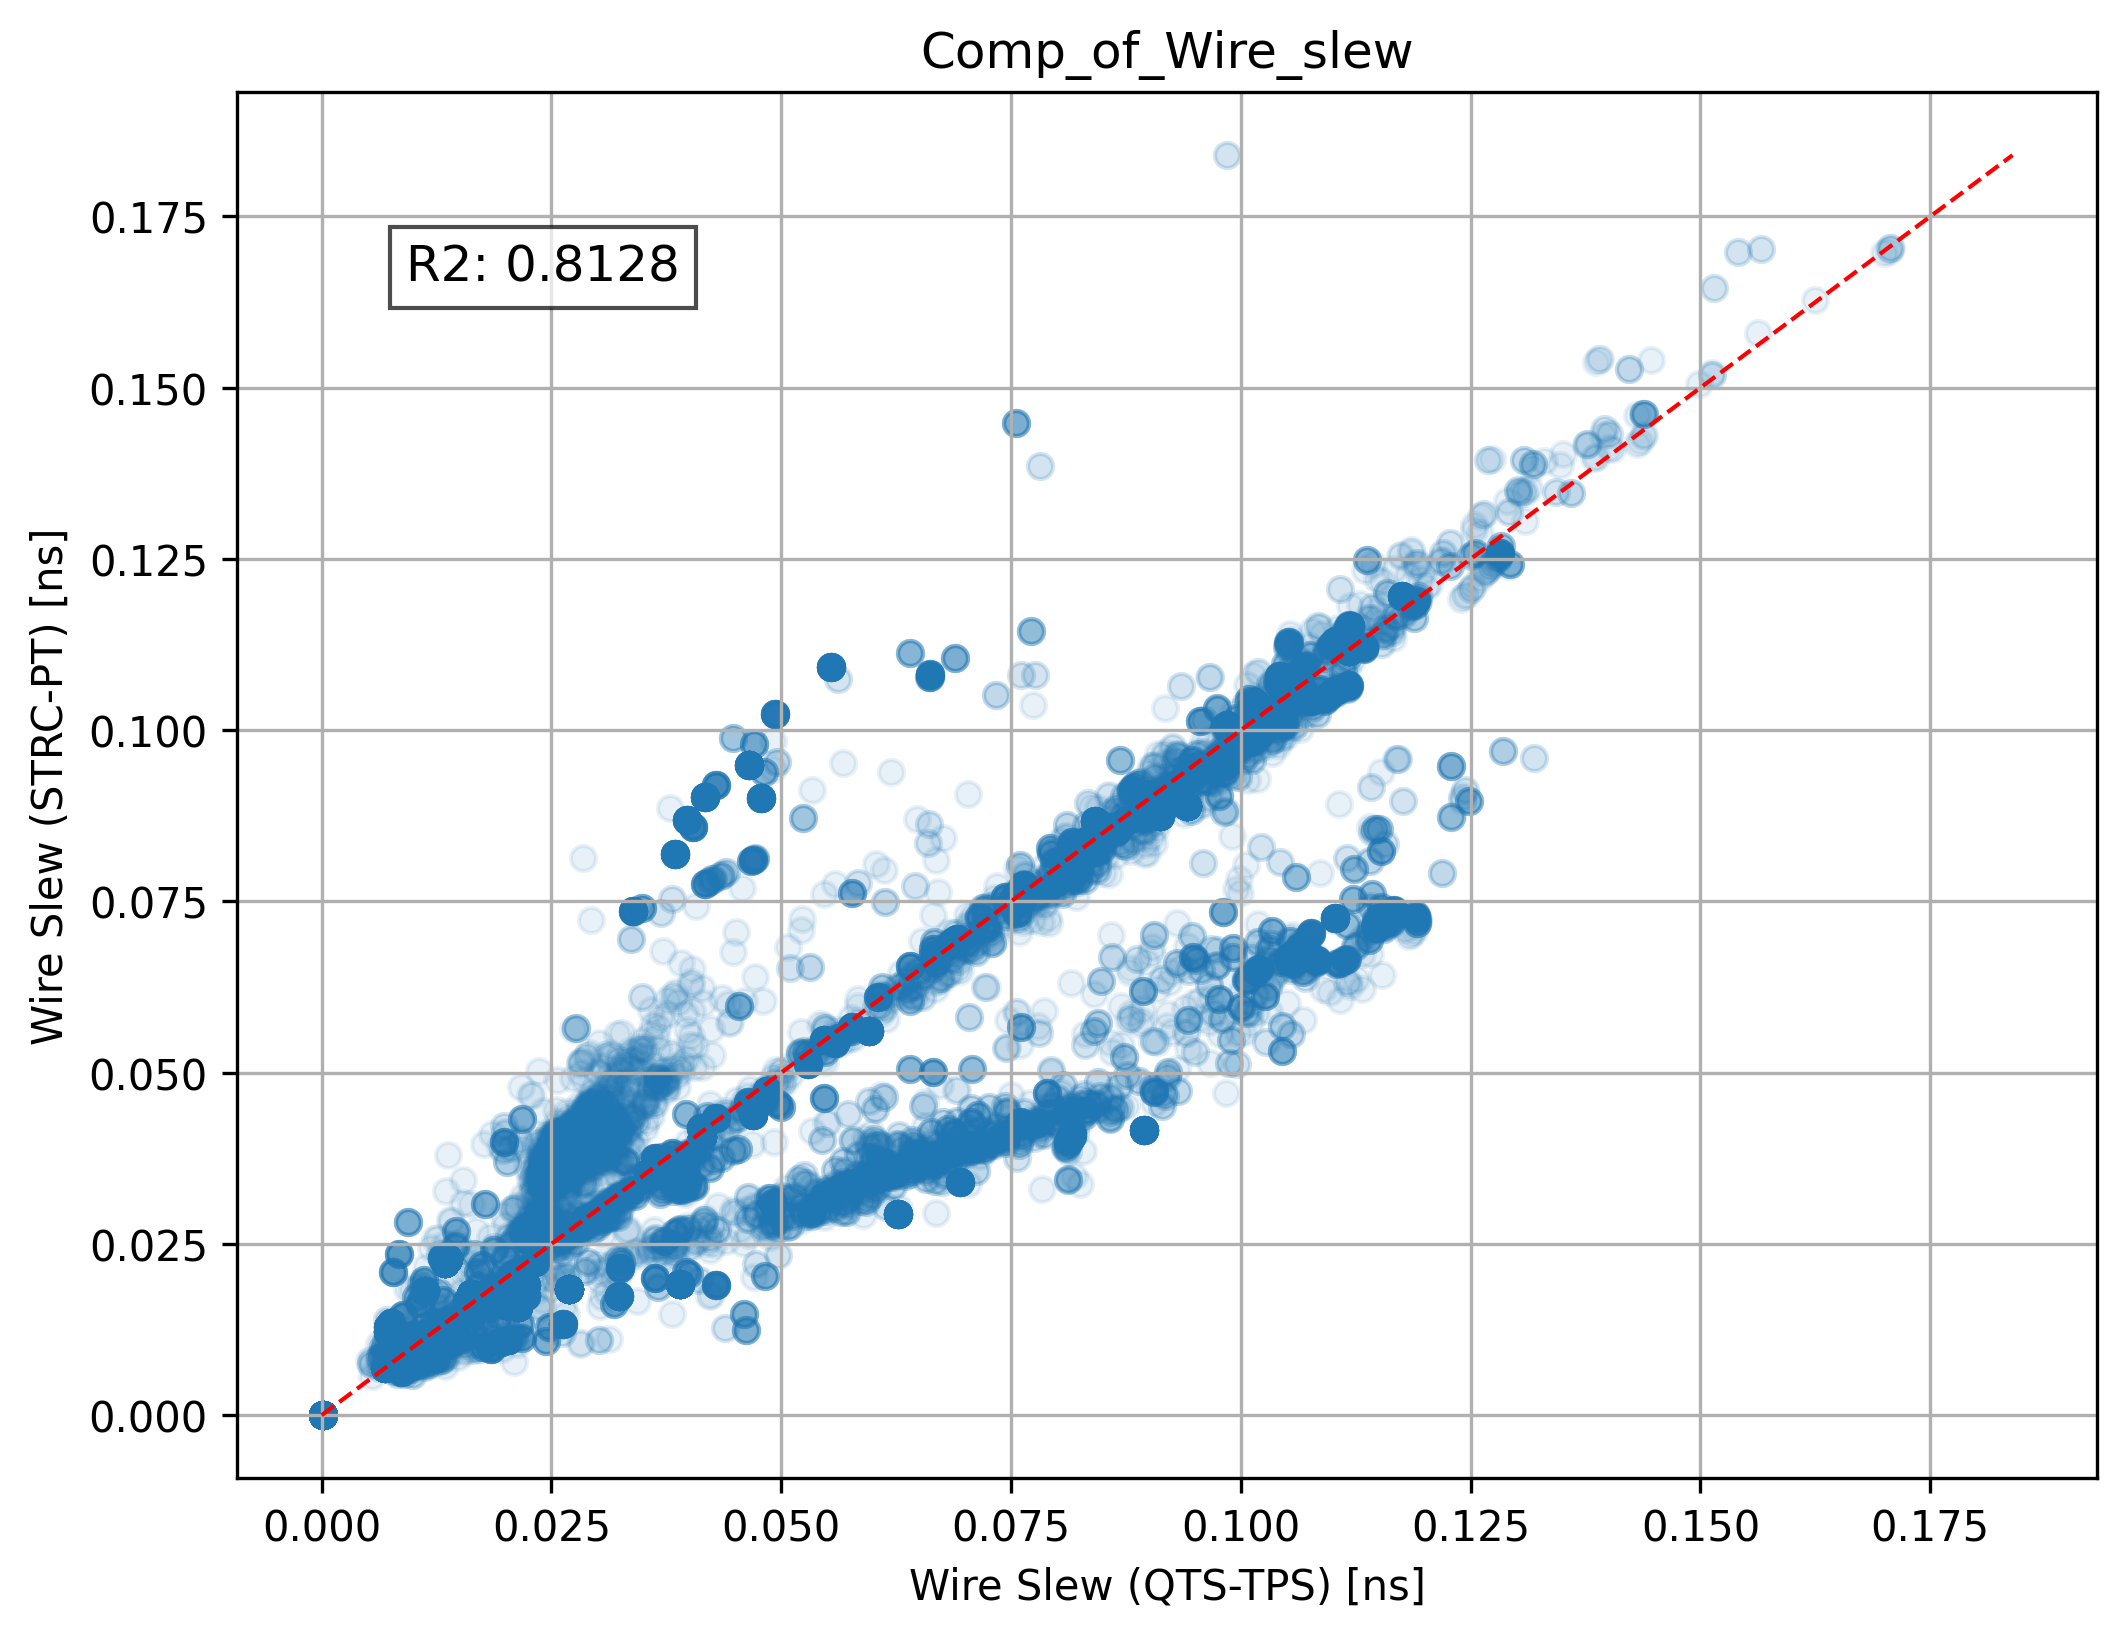 Comp_of_Wire_slew
R2: 0.8128
Wire Slew (STRC-PT) [ns]
0.175
0.150
0.125
0.100
0.075
0.050
0.025
0.000
0.000 0.025 0.050 0.075 0.100 0.125 0.150 0.175
Wire Slew (QTS-TPS) [ns]